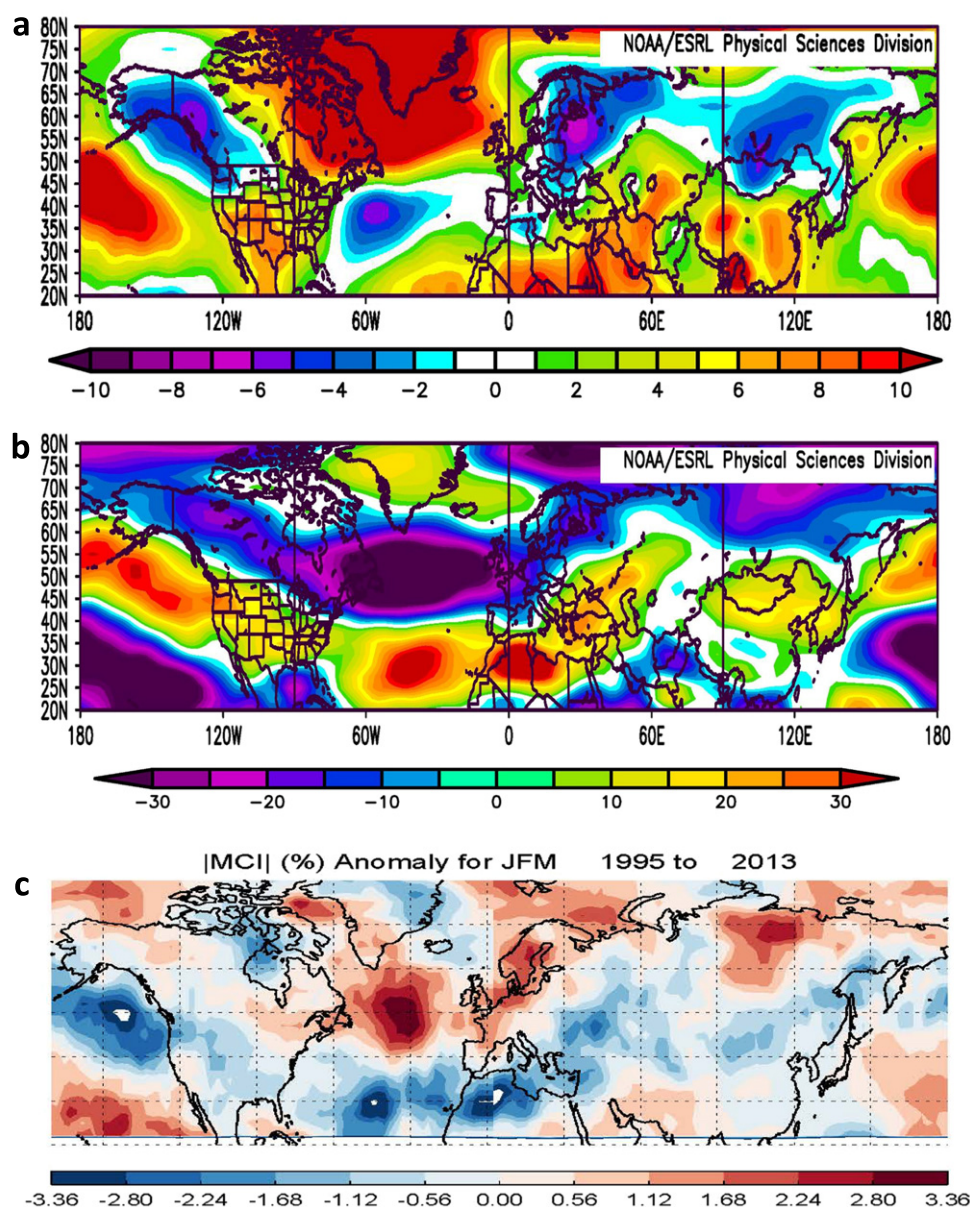 a
80N
75N
70N
65N
60N
55N
50N
45N
40N
35N
30N
25N
20N
NOAA/ESRL Physical Sciences Division
180 120W 60W 0 60E 120E 180
-10 -8 -6 -4 -2 0 2 4 6 8 10
b
80N
75N
70N
65N
60N
55N
50N
45N
40N
35N
30N
25N
20N
NOAA/ESRL Physical Sciences Division
180 120W 60W 0 60E 120E 180
-30 -20 -10 0 10 20 30
|MCI| (%) Anomaly for JFM 1995 to 2013
c
-3.36 -2.80 -2.24 -1.68 -1.12 -0.56 0.00 0.56 1.12 1.68 2.24 2.80 3.36